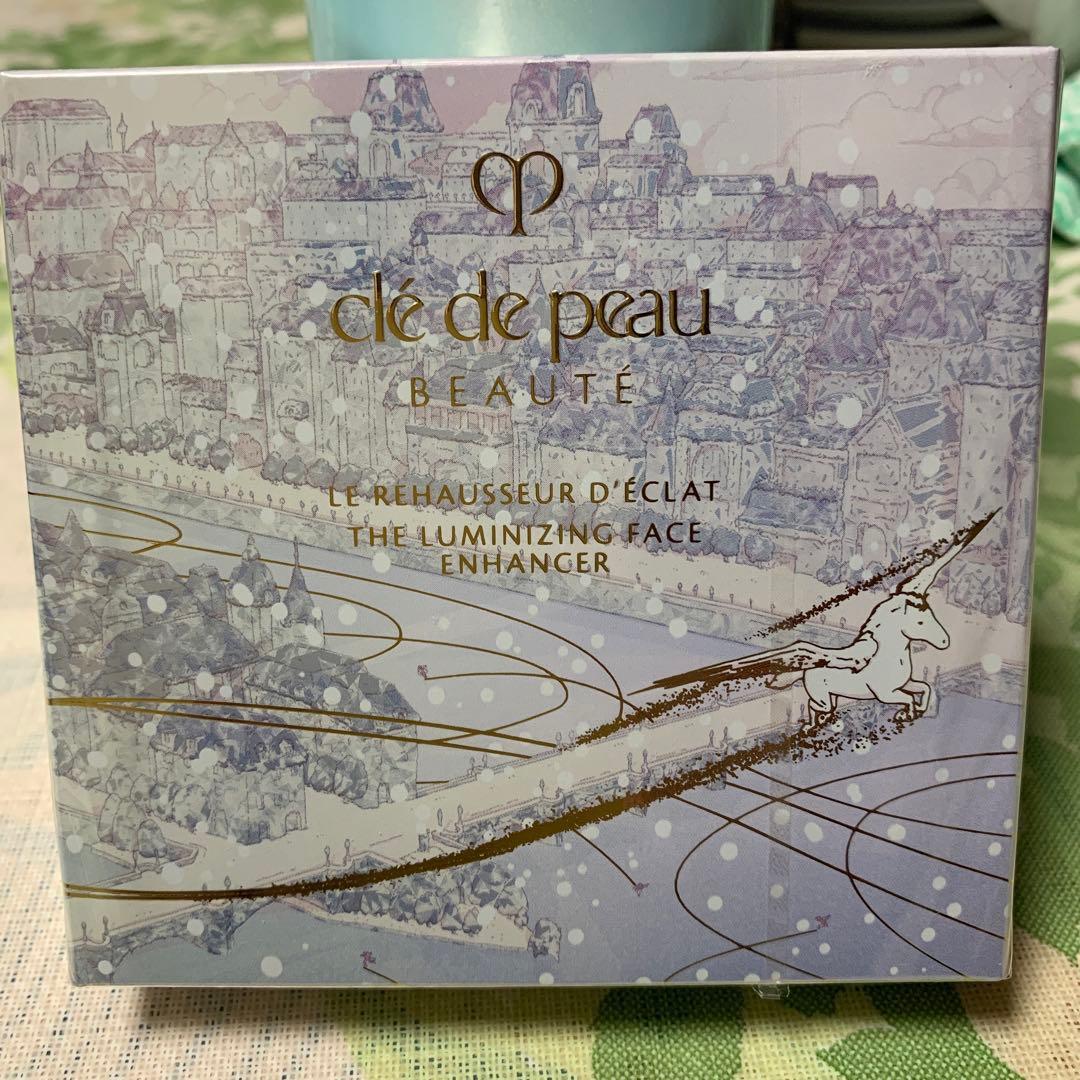 clé de peau
BEAUTÉ
LE REHAUSSEUR D'ÉCLAT
THE LUMINIZING FACE
ENHANCER